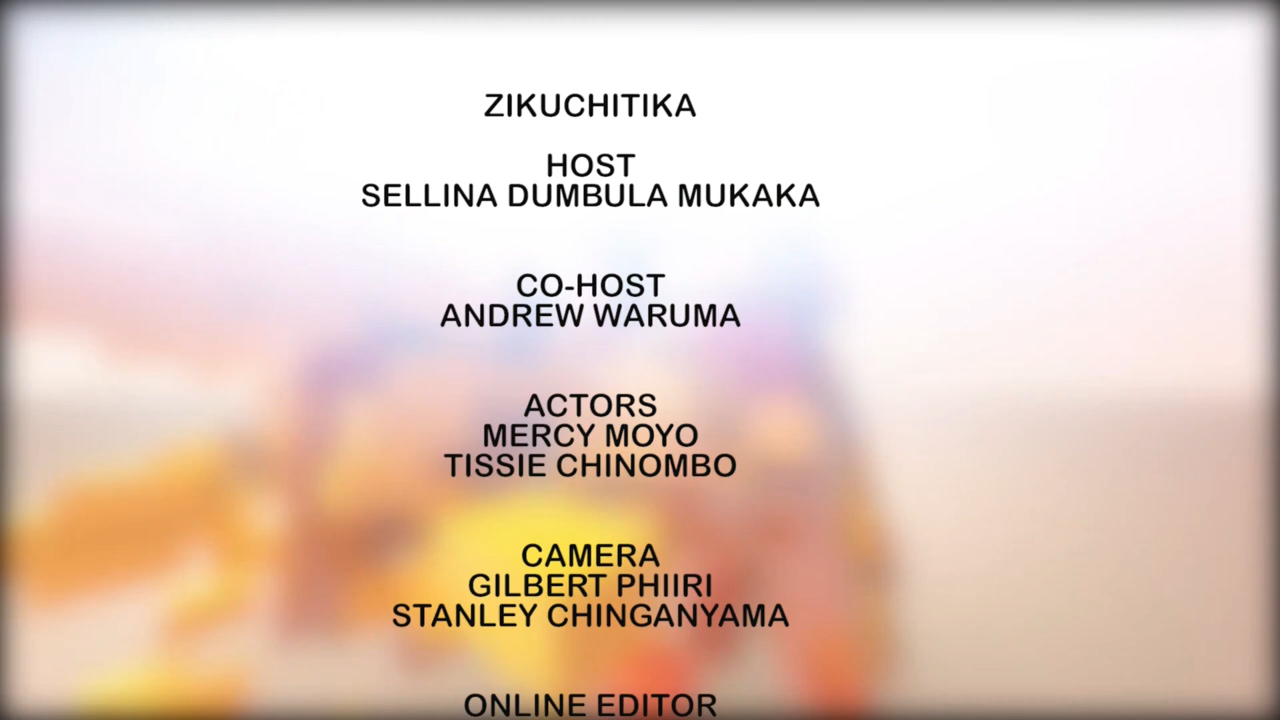 ZIKUCHITIKA
HOST
SELLINA DUMBULA MUKAKA
CO-HOST
ANDREW WARUMA
ACTORS
MERCY MOYO
TISSIE CHINOMBO
CAMERA
GILBERT PHIIRI
STANLEY CHINGANYAMA
ONLINE EDITOR